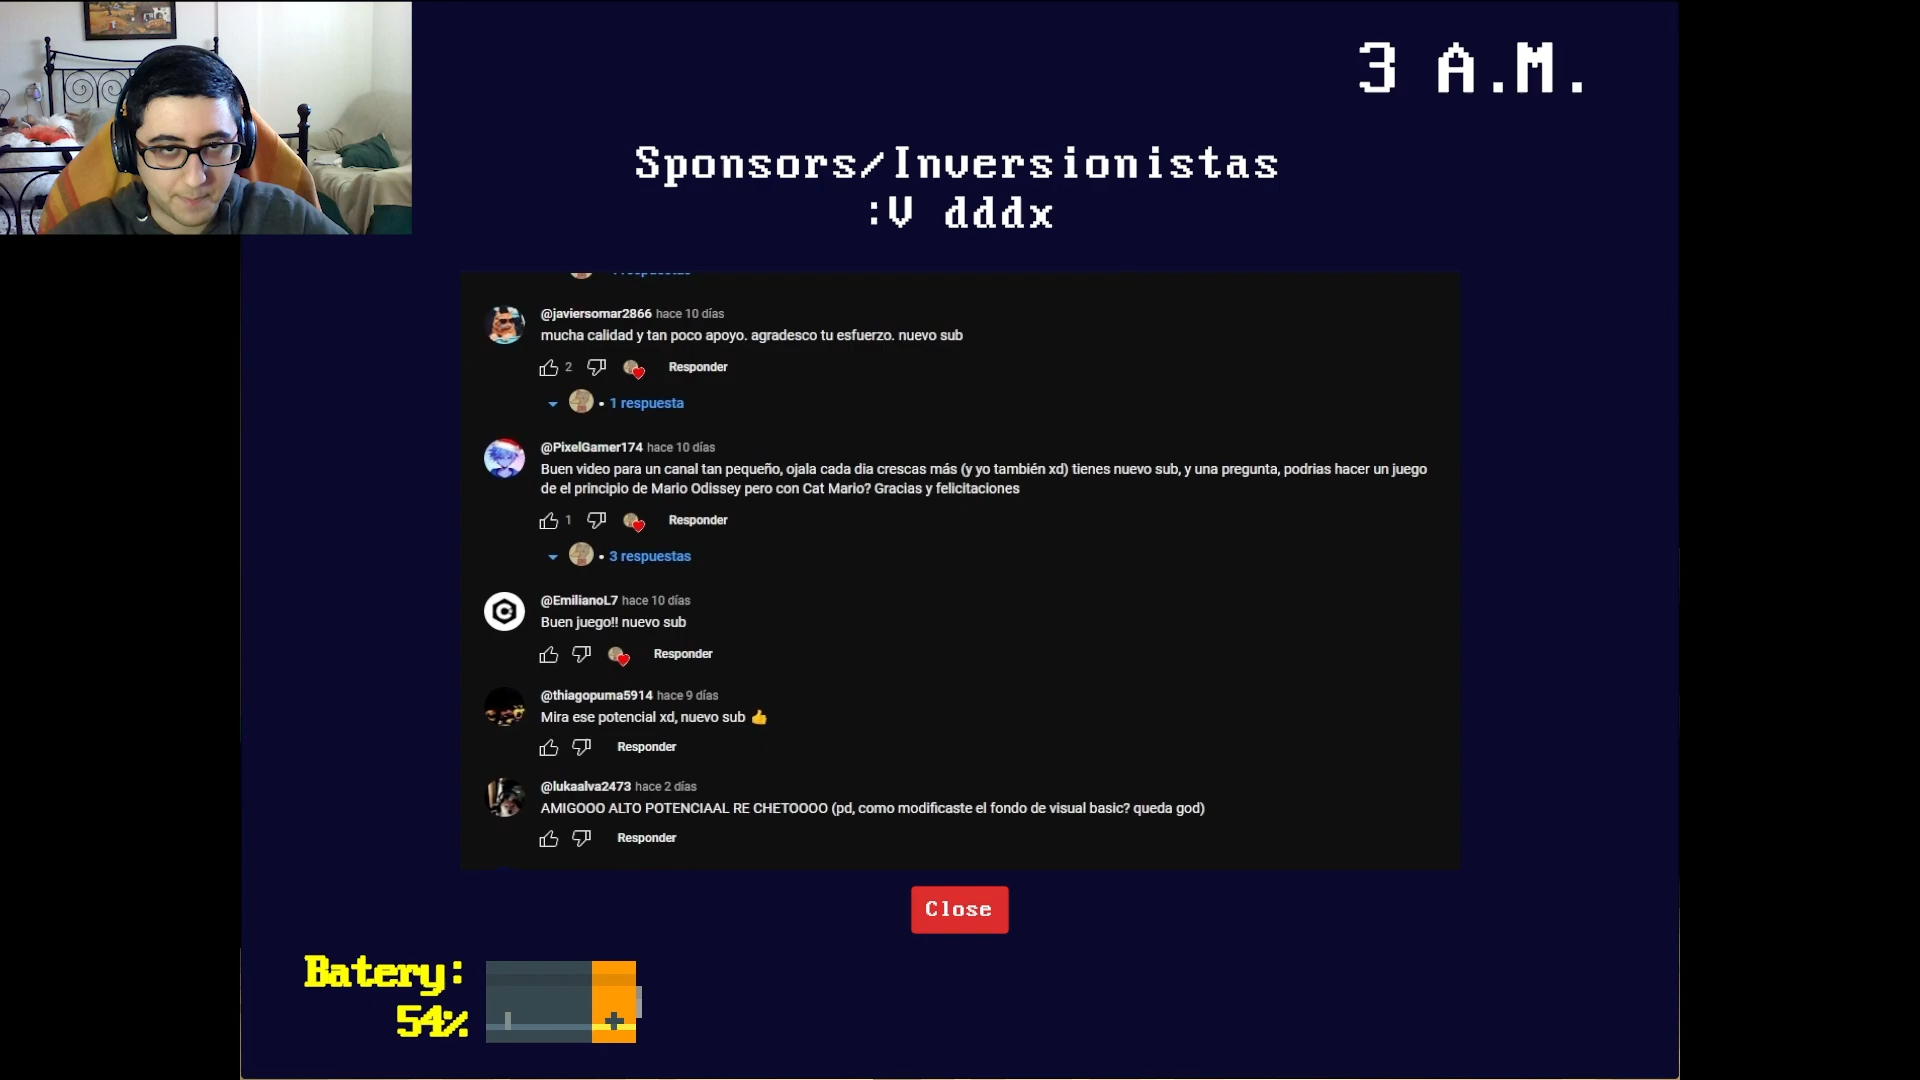 3 A.M.
Sponsors/Inversionistas
:V dddx
@javiersomar2866 hace 10 días
mucha calidad y tan poco apoyo. agradesco tu esfuerzo. nuevo sub
2 Responder
• 1 respuesta
@PixelGamer174 hace 10 días
Buen video para un canal tan pequeño, ojala cada dia crescas más (y yo también xd) tienes nuevo sub, y una pregunta, podrias hacer un juego
de el principio de Mario Odissey pero con Cat Mario? Gracias y felicitaciones
1 Responder
• 3 respuestas
@EmilianoL7 hace 10 días
Buen juego!! nuevo sub
Responder
@thiagopuma5914 hace 9 días
Mira ese potencial xd, nuevo sub 👍
Responder
@lukaalva2473 hace 2 días
AMIGOOO ALTO POTENCIAAL RE CHETOOOO (pd, como modificaste el fondo de visual basic? queda god)
Responder
Close
Batery:
54%